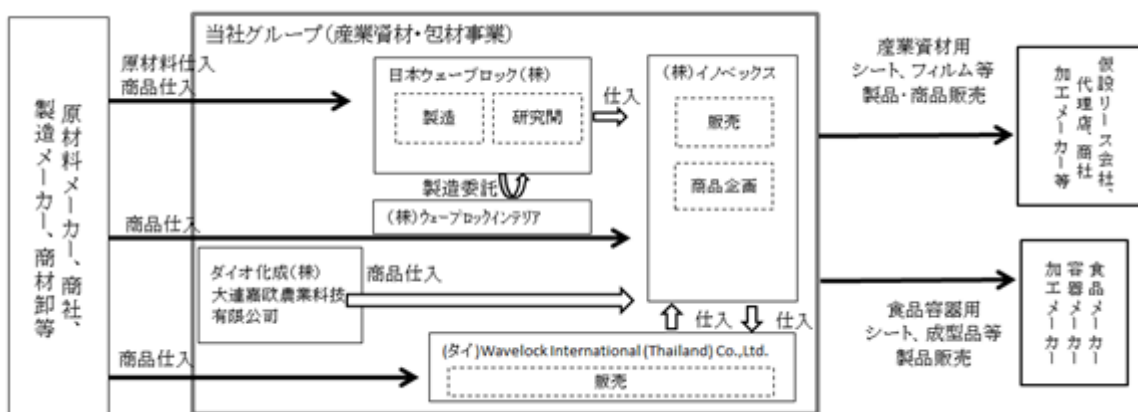 原材料メーカー、商社、
製造メーカー、商材卸等
原材料仕入
商品仕入
商品仕入
商品仕入
当社グループ(産業資材・包材事業)
日本ウェーブロック(株)
製造
研究開
仕入
製造委託
(株)ウェーブロックインテリア
ダイオ化成(株)
大連嘉欧農業科技
有限公司
商品仕入
(株)イノベックス
販売
商品企画
仕入
仕入
(タイ)Wavelock International (Thailand) Co.,Ltd.
販売
産業資材用
シート、フィルム等
製品・商品販売
仮設リース会社、
代理店、商社
加工メーカー等
食品容器用
シート、成型品等
製品販売
食品メーカー
容器メーカー
加工メーカー